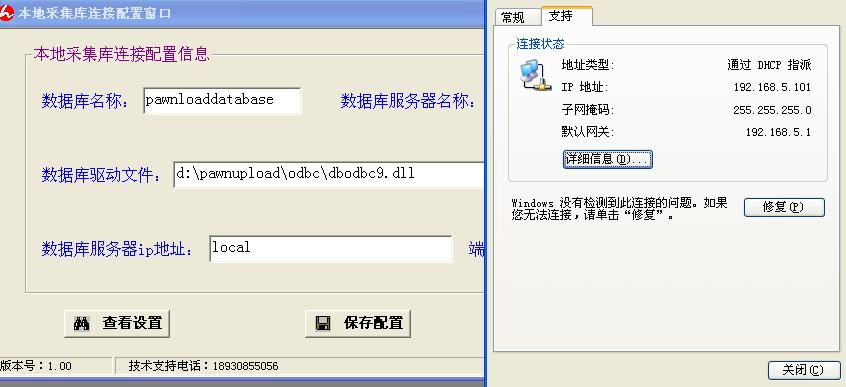 本地采集库连接配置窗口
本地采集库连接配置信息
数据库名称： pawnloaddatabase 数据库服务器名称：
数据库驱动文件： d:\pawnupload\odbc\dbodbc9.dll
数据库服务器ip地址： local 端
查看设置 保存配置
版本号：1.00 技术支持电话：18930855056
常规 支持
连接状态
地址类型: 通过 DHCP 指派
IP 地址: 192.168.5.101
子网掩码: 255.255.255.0
默认网关: 192.168.5.1
详细信息(D)...
Windows 没有检测到此连接的问题。如果
您无法连接，请单击“修复”。
修复(P)
关闭(C)